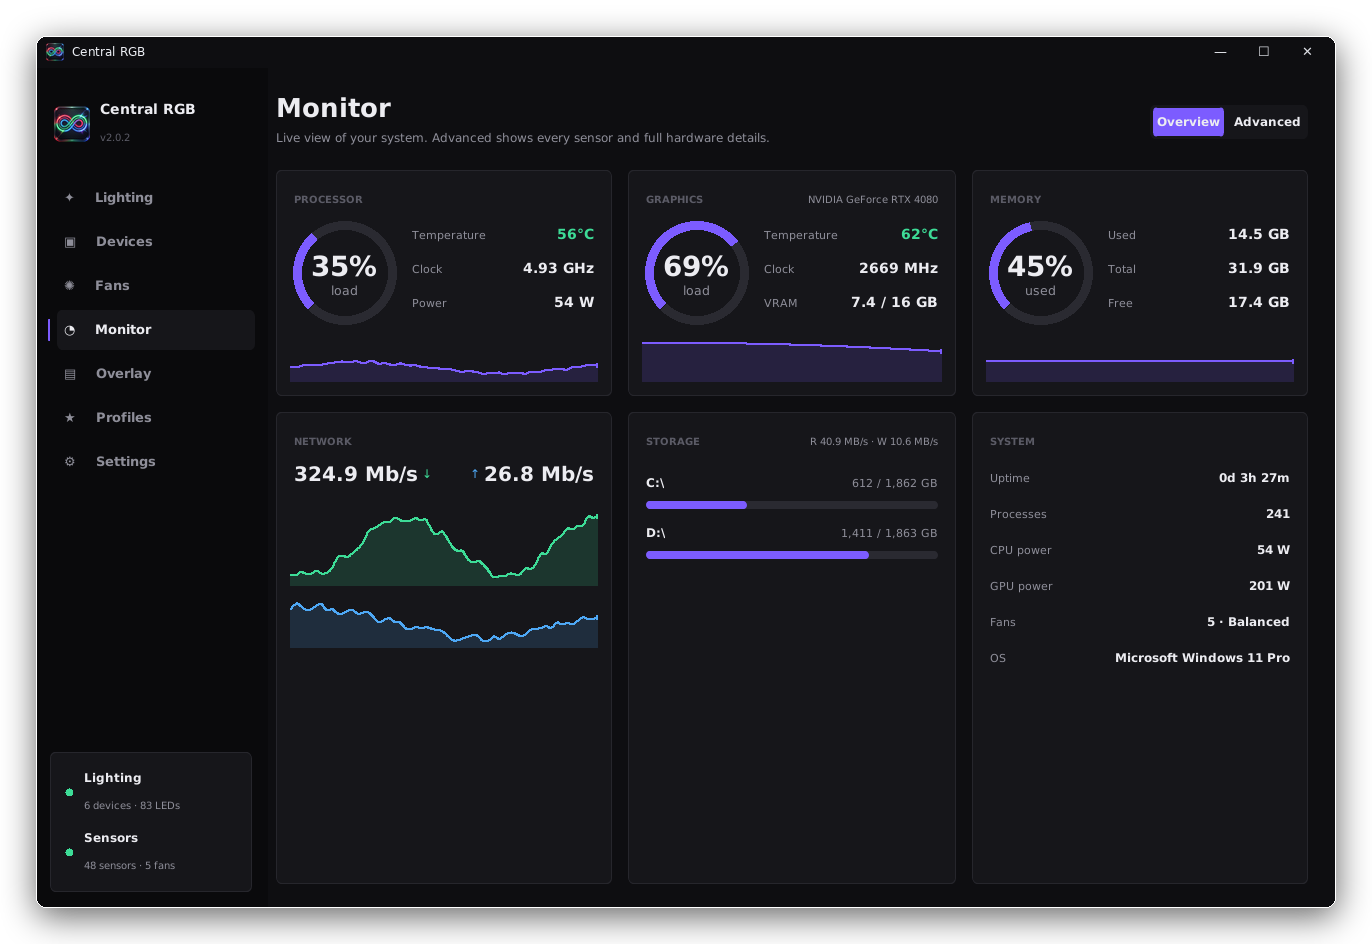 Central RGB
Central RGB
v2.0.2
Lighting
Devices
Fans
Monitor
Overlay
Profiles
Settings
Lighting
6 devices · 83 LEDs
Sensors
48 sensors · 5 fans
Monitor
Live view of your system. Advanced shows every sensor and full hardware details.
Overview Advanced
PROCESSOR
35%
load
Temperature 56°C
Clock 4.93 GHz
Power 54 W
GRAPHICS NVIDIA GeForce RTX 4080
69%
load
Temperature 62°C
Clock 2669 MHz
VRAM 7.4 / 16 GB
MEMORY
45%
used
Used 14.5 GB
Total 31.9 GB
Free 17.4 GB
NETWORK
324.9 Mb/s ↓ ↑ 26.8 Mb/s
STORAGE R 40.9 MB/s · W 10.6 MB/s
C:\ 612 / 1,862 GB
D:\ 1,411 / 1,863 GB
SYSTEM
Uptime 0d 3h 27m
Processes 241
CPU power 54 W
GPU power 201 W
Fans 5 · Balanced
OS Microsoft Windows 11 Pro